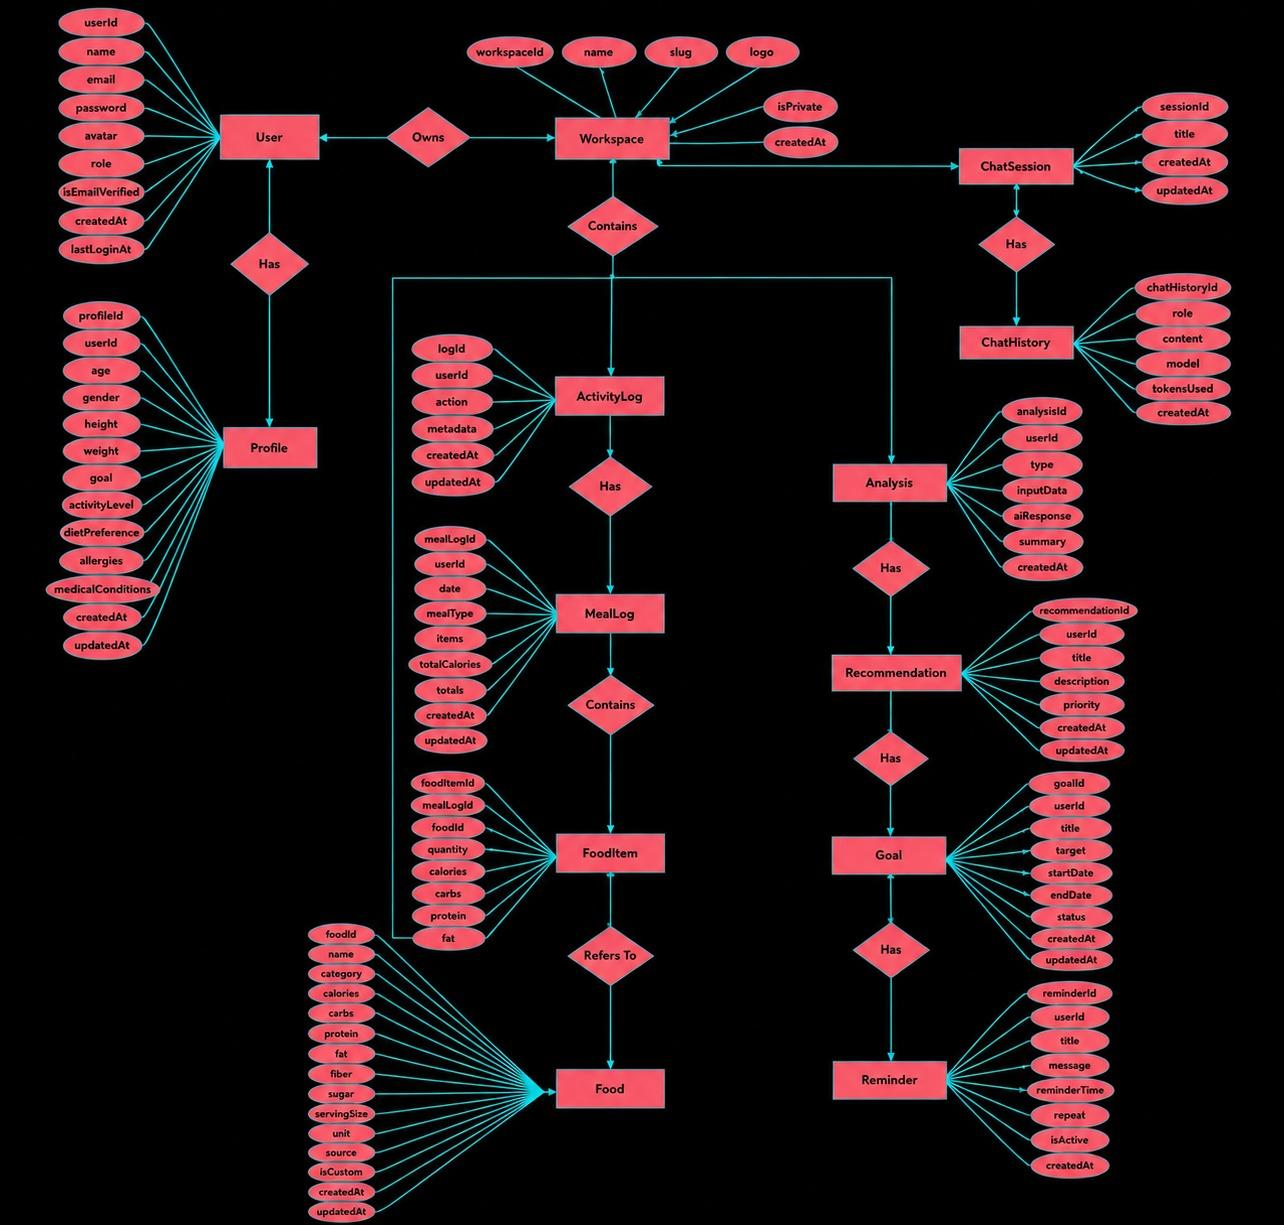 userId
name
email
password
avatar
role
isEmailVerified
createdAt
lastLoginAt
User
Has
Owns
profileId
userId
age
gender
height
weight
goal
activityLevel
dietPreference
allergies
medicalConditions
createdAt
updatedAt
Profile
workspaceId
name
slug
logo
isPrivate
createdAt
Workspace
Contains
sessionId
title
createdAt
updatedAt
ChatSession
Has
chatHistoryId
role
content
model
tokensUsed
createdAt
ChatHistory
logId
userId
action
metadata
createdAt
updatedAt
ActivityLog
Has
mealLogId
userId
date
mealType
items
totalCalories
totals
createdAt
updatedAt
MealLog
Contains
foodItemId
mealLogId
foodId
quantity
calories
carbs
protein
fat
FoodItem
Refers To
foodId
name
category
calories
carbs
protein
fat
fiber
sugar
servingSize
unit
source
isCustom
createdAt
updatedAt
Food
analysisId
userId
type
inputData
aiResponse
summary
createdAt
Analysis
Has
recommendationId
userId
title
description
priority
createdAt
updatedAt
Recommendation
Has
goalId
userId
title
target
startDate
endDate
status
createdAt
updatedAt
Goal
Has
reminderId
userId
title
message
reminderTime
repeat
isActive
createdAt
Reminder